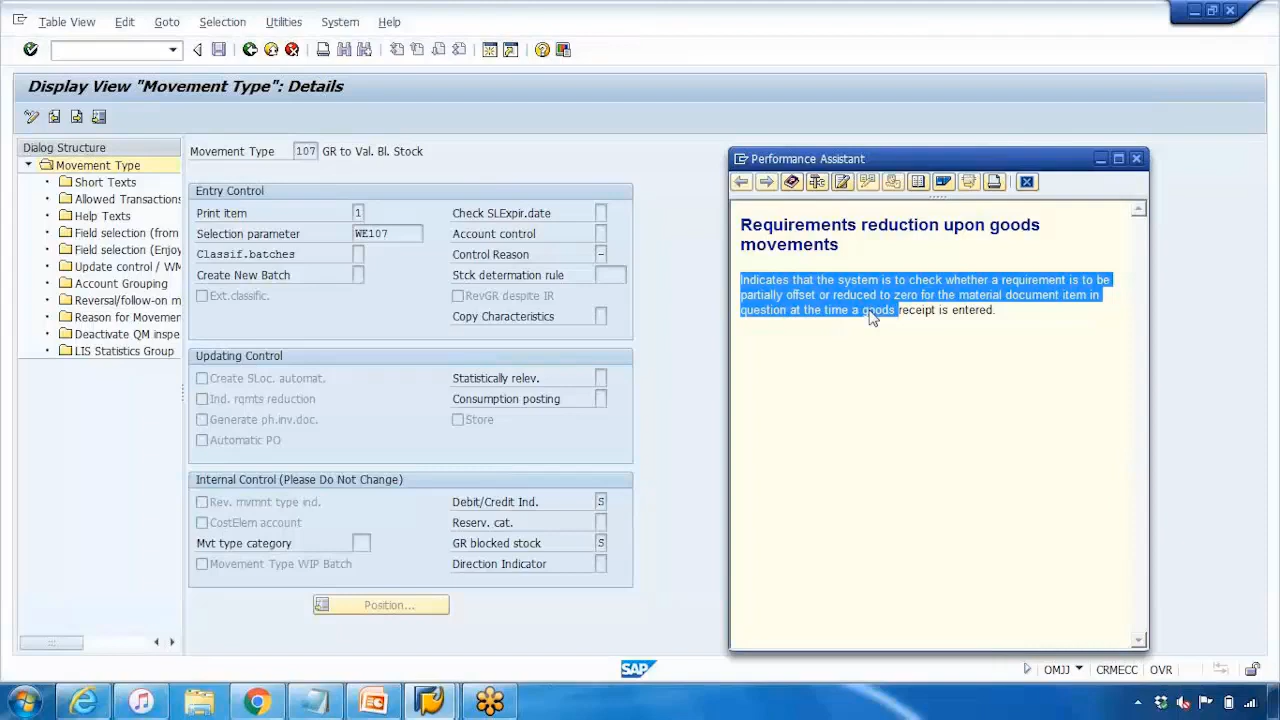 Table View Edit Goto Selection Utilities System Help
Display View "Movement Type": Details
Dialog Structure
Movement Type
Short Texts
Allowed Transactions
Help Texts
Field selection (from
Field selection (Enjoy
Update control / WM
Account Grouping
Reversal/follow-on m
Reason for Movemen
Deactivate QM inspe
LIS Statistics Group
Movement Type 107 GR to Val. Bl. Stock
Entry Control
Print item 1 Check SLExpir.date
Selection parameter WE107 Account control
Classif.batches Control Reason -
Create New Batch Stck determation rule
Ext.classific. RevGR despite IR
Copy Characteristics
Updating Control
Create SLoc. automat. Statistically relev.
Ind. rqmts reduction Consumption posting
Generate ph.inv.doc. Store
Automatic PO
Internal Control (Please Do Not Change)
Rev. mvmnt type ind. Debit/Credit Ind. S
CostElem account Reserv. cat.
Mvt type category GR blocked stock S
Movement Type WIP Batch Direction Indicator
Position...
Performance Assistant
Requirements reduction upon goods
movements
Indicates that the system is to check whether a requirement is to be
partially offset or reduced to zero for the material document item in
question at the time a goods receipt is entered.
SAP
OMJJ CRMECC OVR